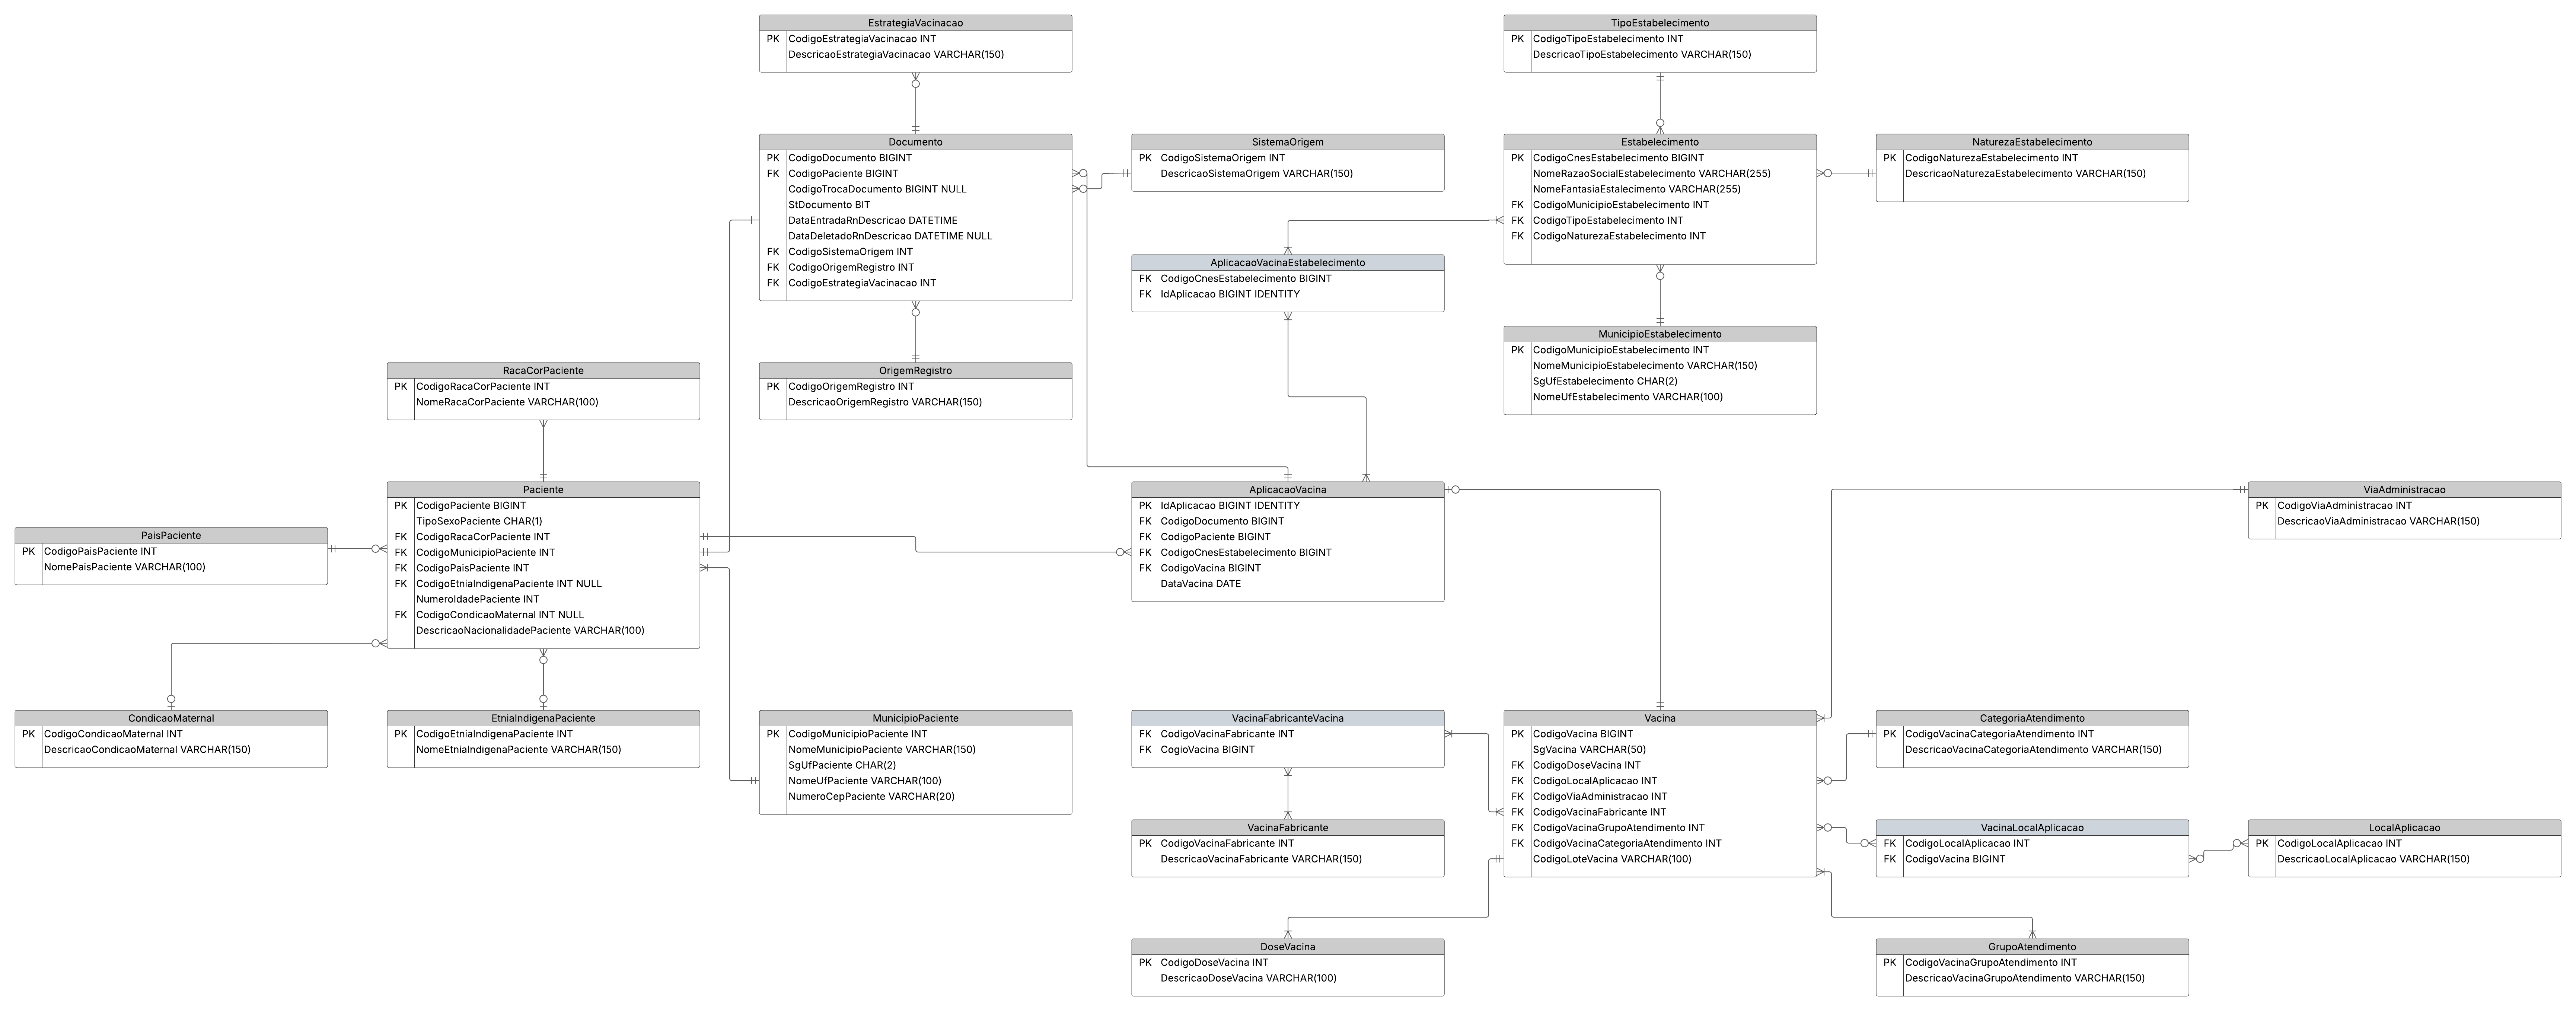 EstrategiaVacinacao
PK CodigoEstrategiaVacinacao INT
DescricaoEstrategiaVacinacao VARCHAR(150)
TipoEstabelecimento
PK CodigoTipoEstabelecimento INT
DescricaoTipoEstabelecimento VARCHAR(150)
Documento
PK CodigoDocumento BIGINT
FK CodigoPaciente BIGINT
CodigoTrocaDocumento BIGINT NULL
StDocumento BIT
DataEntradaRnDescricao DATETIME
DataDeletadoRnDescricao DATETIME NULL
FK CodigoSistemaOrigem INT
FK CodigoOrigemRegistro INT
FK CodigoEstrategiaVacinacao INT
SistemaOrigem
PK CodigoSistemaOrigem INT
DescricaoSistemaOrigem VARCHAR(150)
Estabelecimento
PK CodigoCnesEstabelecimento BIGINT
NomeRazaoSocialEstabelecimento VARCHAR(255)
NomeFantasiaEstalecimento VARCHAR(255)
FK CodigoMunicipioEstabelecimento INT
FK CodigoTipoEstabelecimento INT
FK CodigoNaturezaEstabelecimento INT
NaturezaEstabelecimento
PK CodigoNaturezaEstabelecimento INT
DescricaoNaturezaEstabelecimento VARCHAR(150)
AplicacaoVacinaEstabelecimento
FK CodigoCnesEstabelecimento BIGINT
FK IdAplicacao BIGINT IDENTITY
MunicipioEstabelecimento
PK CodigoMunicipioEstabelecimento INT
NomeMunicipioEstabelecimento VARCHAR(150)
SgUfEstabelecimento CHAR(2)
NomeUfEstabelecimento VARCHAR(100)
RacaCorPaciente
PK CodigoRacaCorPaciente INT
NomeRacaCorPaciente VARCHAR(100)
OrigemRegistro
PK CodigoOrigemRegistro INT
DescricaoOrigemRegistro VARCHAR(150)
PaisPaciente
PK CodigoPaisPaciente INT
NomePaisPaciente VARCHAR(100)
Paciente
PK CodigoPaciente BIGINT
TipoSexoPaciente CHAR(1)
FK CodigoRacaCorPaciente INT
FK CodigoMunicipioPaciente INT
FK CodigoPaisPaciente INT
FK CodigoEtniaIndigenaPaciente INT NULL
NumeroIdadePaciente INT
FK CodigoCondicaoMaternal INT NULL
DescricaoNacionalidadePaciente VARCHAR(100)
AplicacaoVacina
PK IdAplicacao BIGINT IDENTITY
FK CodigoDocumento BIGINT
FK CodigoPaciente BIGINT
FK CodigoCnesEstabelecimento BIGINT
FK CodigoVacina BIGINT
DataVacina DATE
ViaAdministracao
PK CodigoViaAdministracao INT
DescricaoViaAdministracao VARCHAR(150)
CondicaoMaternal
PK CodigoCondicaoMaternal INT
DescricaoCondicaoMaternal VARCHAR(150)
EtniaIndigenaPaciente
PK CodigoEtniaIndigenaPaciente INT
NomeEtniaIndigenaPaciente VARCHAR(150)
MunicipioPaciente
PK CodigoMunicipioPaciente INT
NomeMunicipioPaciente VARCHAR(150)
SgUfPaciente CHAR(2)
NomeUfPaciente VARCHAR(100)
NumeroCepPaciente VARCHAR(20)
VacinaFabricanteVacina
FK CodigoVacinaFabricante INT
FK CogioVacina BIGINT
Vacina
PK CodigoVacina BIGINT
SgVacina VARCHAR(50)
FK CodigoDoseVacina INT
FK CodigoLocalAplicacao INT
FK CodigoViaAdministracao INT
FK CodigoVacinaFabricante INT
FK CodigoVacinaGrupoAtendimento INT
FK CodigoVacinaCategoriaAtendimento INT
CodigoLoteVacina VARCHAR(100)
CategoriaAtendimento
PK CodigoVacinaCategoriaAtendimento INT
DescricaoVacinaCategoriaAtendimento VARCHAR(150)
VacinaFabricante
PK CodigoVacinaFabricante INT
DescricaoVacinaFabricante VARCHAR(150)
VacinaLocalAplicacao
FK CodigoLocalAplicacao INT
FK CodigoVacina BIGINT
LocalAplicacao
PK CodigoLocalAplicacao INT
DescricaoLocalAplicacao VARCHAR(150)
DoseVacina
PK CodigoDoseVacina INT
DescricaoDoseVacina VARCHAR(100)
GrupoAtendimento
PK CodigoVacinaGrupoAtendimento INT
DescricaoVacinaGrupoAtendimento VARCHAR(150)